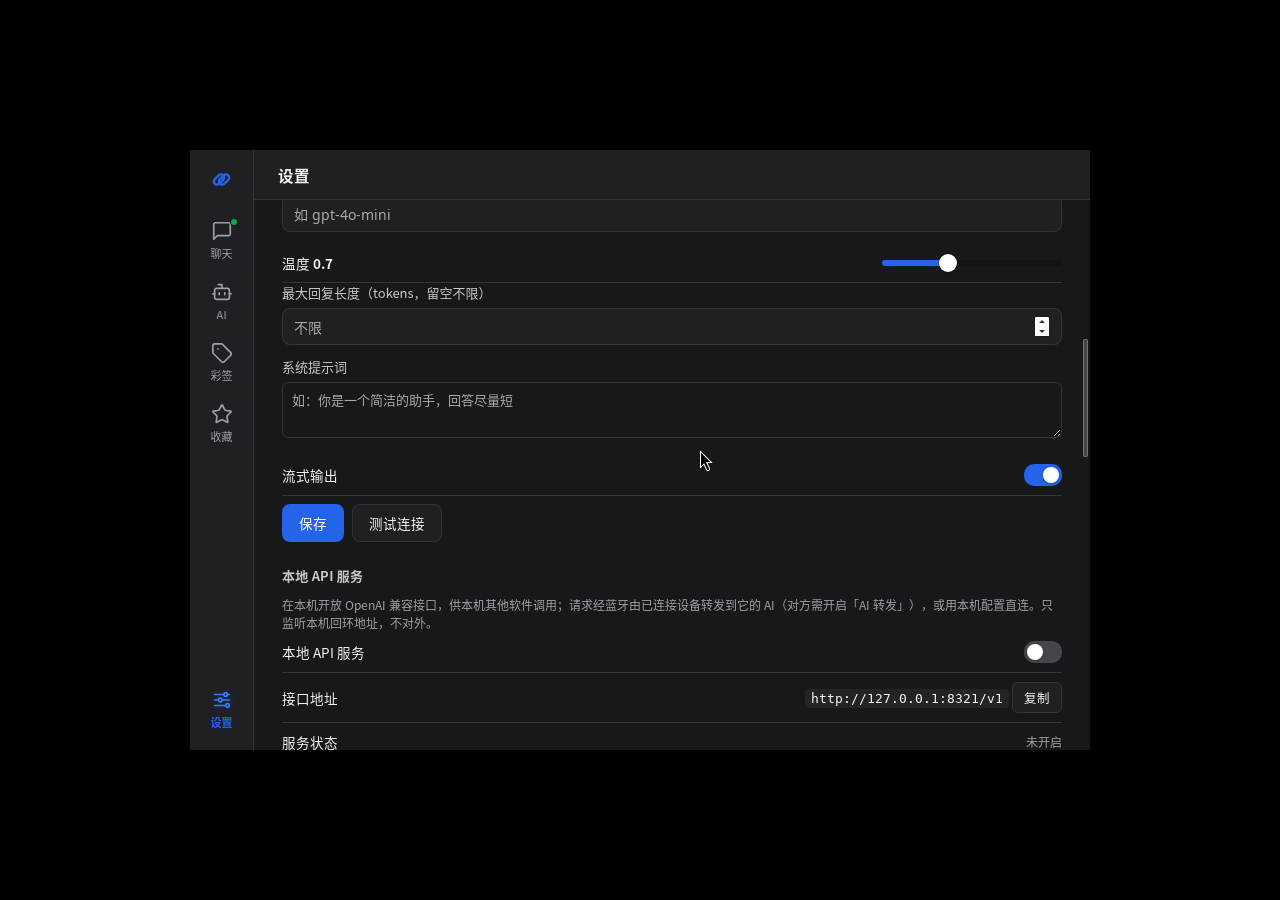 设置
聊天
AI
彩签
收藏
设置
如 gpt-4o-mini
温度 0.7
最大回复长度（tokens，留空不限）
不限
系统提示词
如：你是一个简洁的助手，回答尽量短
流式输出
保存
测试连接
本地 API 服务
在本机开放 OpenAI 兼容接口，供本机其他软件调用；请求经蓝牙由已连接设备转发到它的 AI（对方需开启「AI 转发」），或用本机配置直连。只
监听本机回环地址，不对外。
本地 API 服务
接口地址
http://127.0.0.1:8321/v1
复制
服务状态
未开启